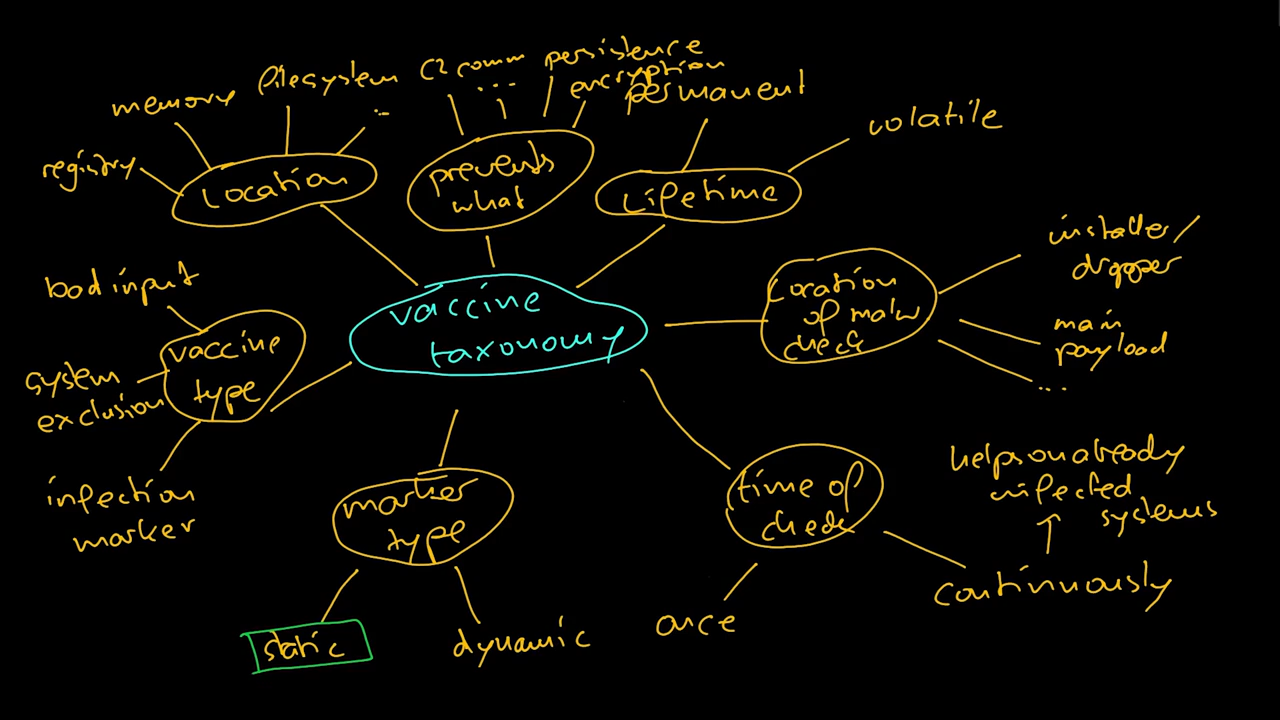 memory
filesystem
...
registry
Location
C2 comm
...
persistence
encryption
prevents
what
permanent
volatile
Lifetime
installer/
dropper
main
payload
...
Location
of malw
check
vaccine
taxonomy
bad input
system
exclusion
infection
marker
vaccine
type
marker
type
static
dynamic
time of
check
once
continuously
helps on already
infected
systems